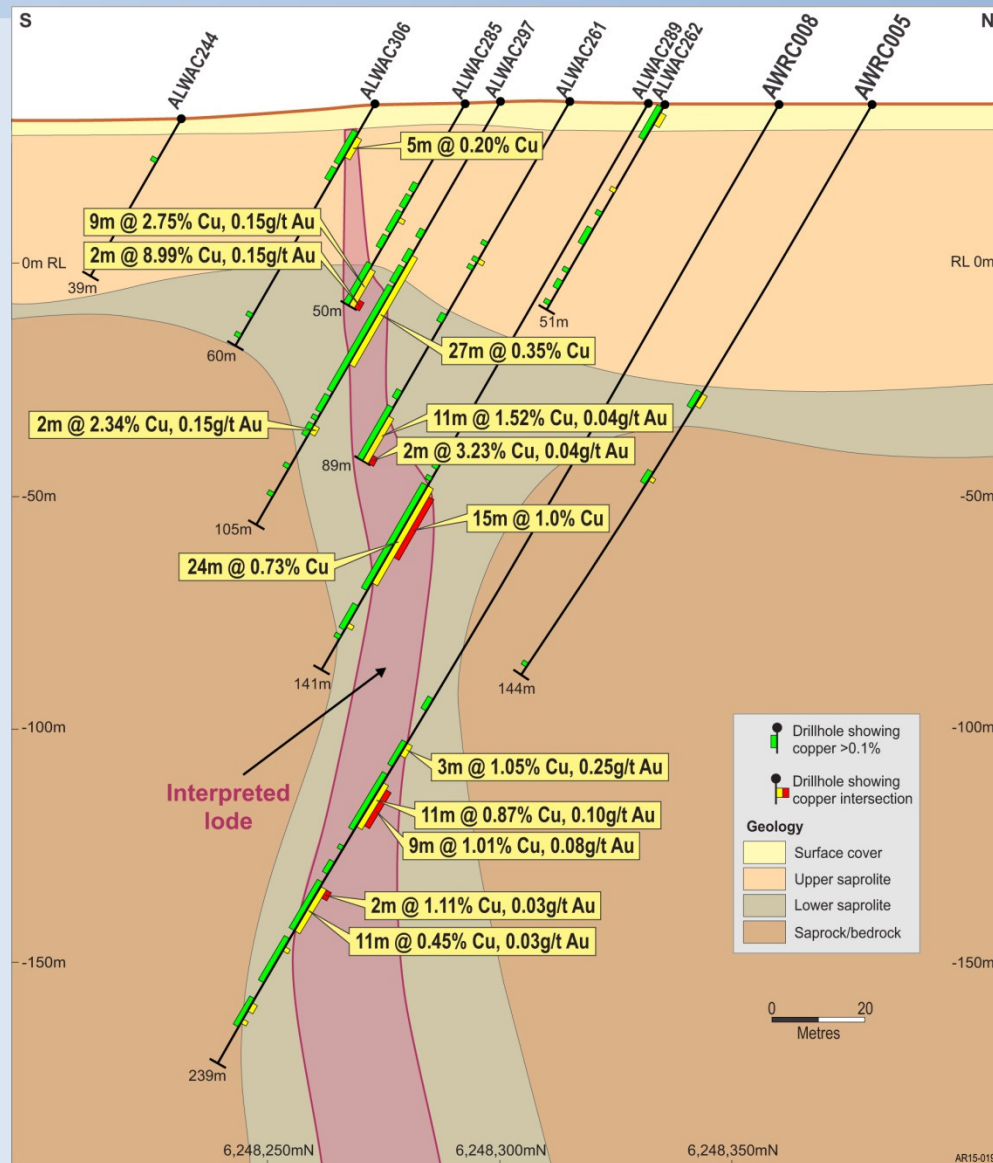 S
N
ALWAC244
ALWAC306
ALWAC285
ALWAC297
ALWAC261
ALWAC289
ALWAC262
AWRC008
AWRC005
5m @ 0.20% Cu
9m @ 2.75% Cu, 0.15g/t Au
2m @ 8.99% Cu, 0.15g/t Au
0m RL
RL 0m
39m
50m
51m
60m
27m @ 0.35% Cu
2m @ 2.34% Cu, 0.15g/t Au
11m @ 1.52% Cu, 0.04g/t Au
2m @ 3.23% Cu, 0.04g/t Au
89m
-50m
-50m
105m
15m @ 1.0% Cu
24m @ 0.73% Cu
141m
144m
-100m
-100m
Interpreted
lode
3m @ 1.05% Cu, 0.25g/t Au
11m @ 0.87% Cu, 0.10g/t Au
9m @ 1.01% Cu, 0.08g/t Au
2m @ 1.11% Cu, 0.03g/t Au
11m @ 0.45% Cu, 0.03g/t Au
-150m
-150m
239m
Drillhole showing
copper >0.1%
Drillhole showing
copper intersection
Geology
Surface cover
Upper saprolite
Lower saprolite
Saprock/bedrock
0 20
Metres
6,248,250mN
6,248,300mN
6,248,350mN
AR15-019